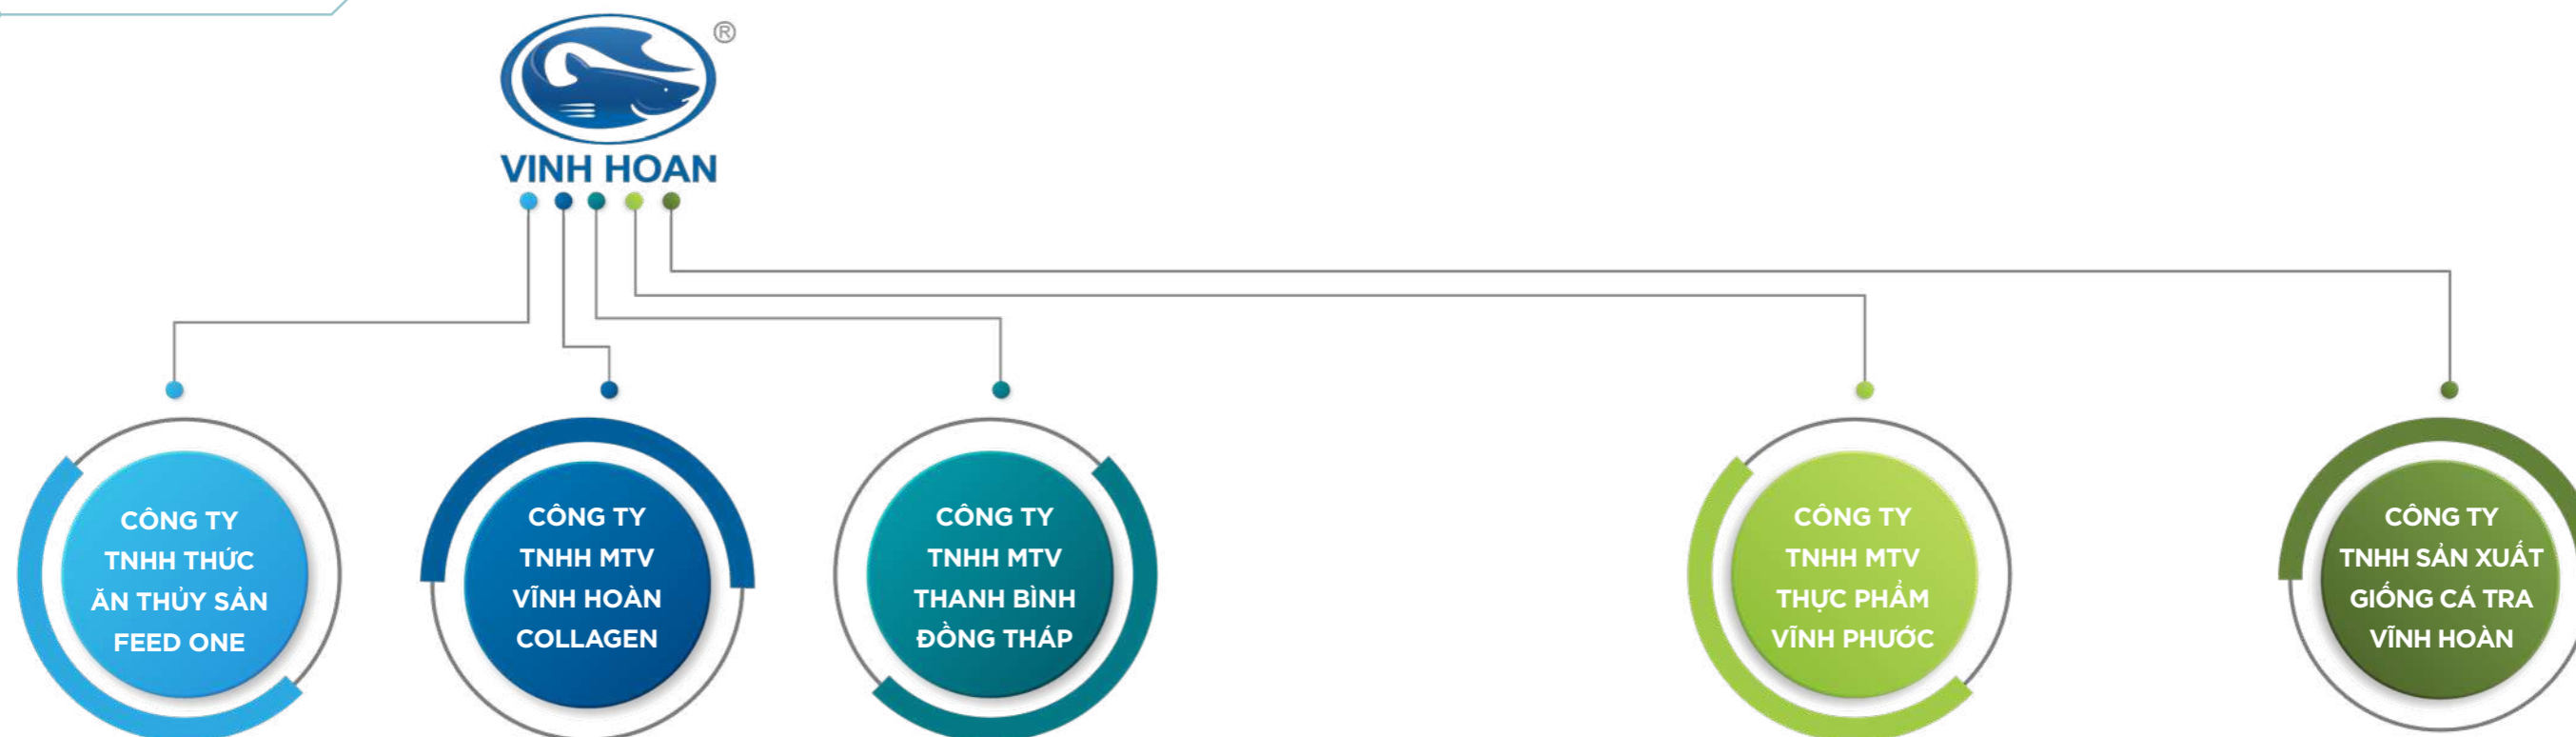 ®
VINH HOAN
CÔNG TY
TNHH THỨC
ĂN THỦY SẢN
FEED ONE
CÔNG TY
TNHH MTV
VĨNH HOÀN
COLLAGEN
CÔNG TY
TNHH MTV
THANH BÌNH
ĐỒNG THÁP
CÔNG TY
TNHH MTV
THỰC PHẨM
VĨNH PHƯỚC
CÔNG TY
TNHH SẢN XUẤT
GIỐNG CÁ TRA
VĨNH HOÀN